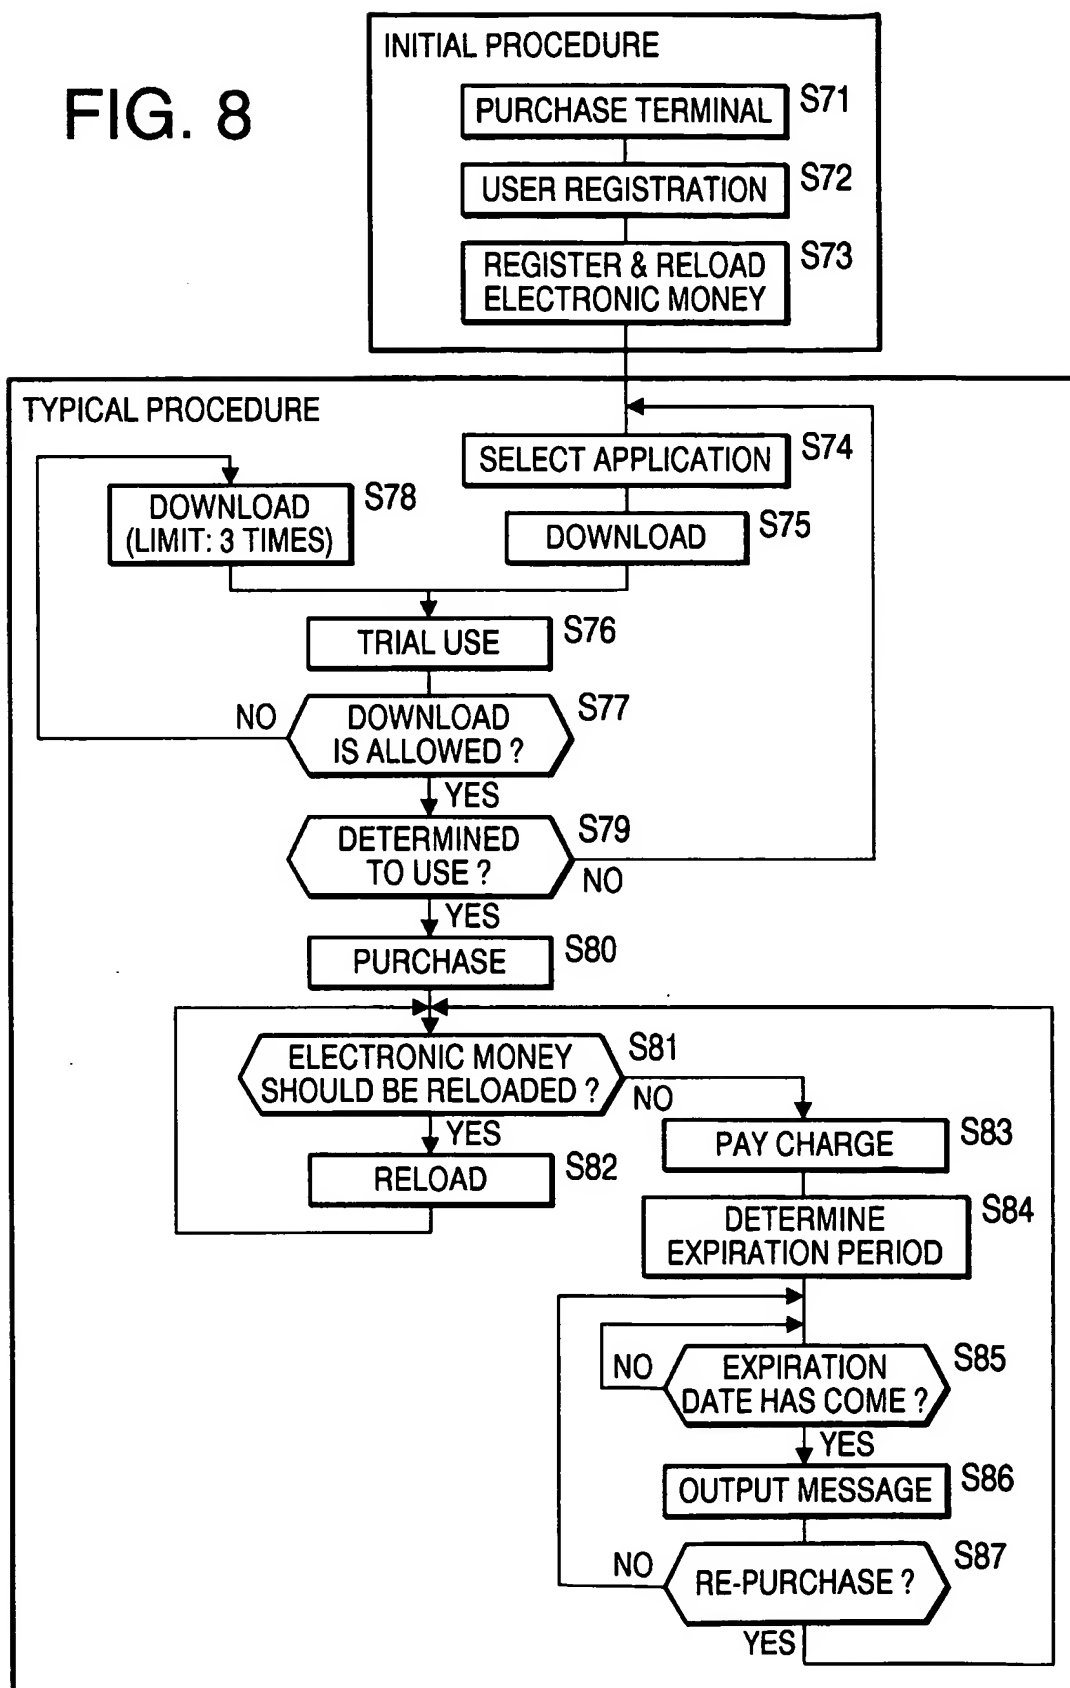 FIG. 8
INITIAL PROCEDURE
PURCHASE TERMINAL
S71
USER REGISTRATION
S72
REGISTER & RELOAD
ELECTRONIC MONEY
S73
TYPICAL PROCEDURE
SELECT APPLICATION
S74
DOWNLOAD
(LIMIT: 3 TIMES)
S78
DOWNLOAD
S75
TRIAL USE
S76
DOWNLOAD
IS ALLOWED ?
S77
NO
YES
DETERMINED
TO USE ?
S79
NO
YES
PURCHASE
S80
ELECTRONIC MONEY
SHOULD BE RELOADED ?
S81
NO
YES
RELOAD
S82
PAY CHARGE
S83
DETERMINE
EXPIRATION PERIOD
S84
EXPIRATION
DATE HAS COME ?
S85
NO
YES
OUTPUT MESSAGE
S86
RE-PURCHASE ?
S87
NO
YES